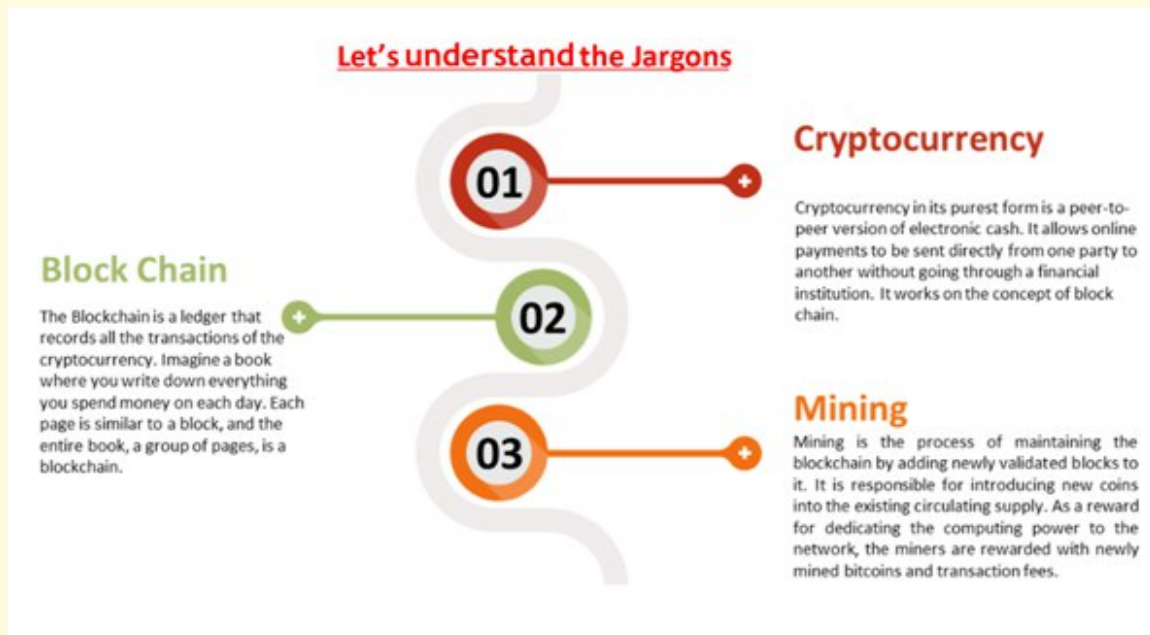 Let's understand the Jargons
01
Cryptocurrency
Cryptocurrency in its purest form is a peer-to-
peer version of electronic cash. It allows online
payments to be sent directly from one party to
another without going through a financial
institution. It works on the concept of block
chain.
02
Block Chain
The Blockchain is a ledger that
records all the transactions of the
cryptocurrency. Imagine a book
where you write down everything
you spend money on each day. Each
page is similar to a block, and the
entire book, a group of pages, is a
blockchain.
03
Mining
Mining is the process of maintaining the
blockchain by adding newly validated blocks to
it. It is responsible for introducing new coins
into the existing circulating supply. As a reward
for dedicating the computing power to the
network, the miners are rewarded with newly
mined bitcoins and transaction fees.